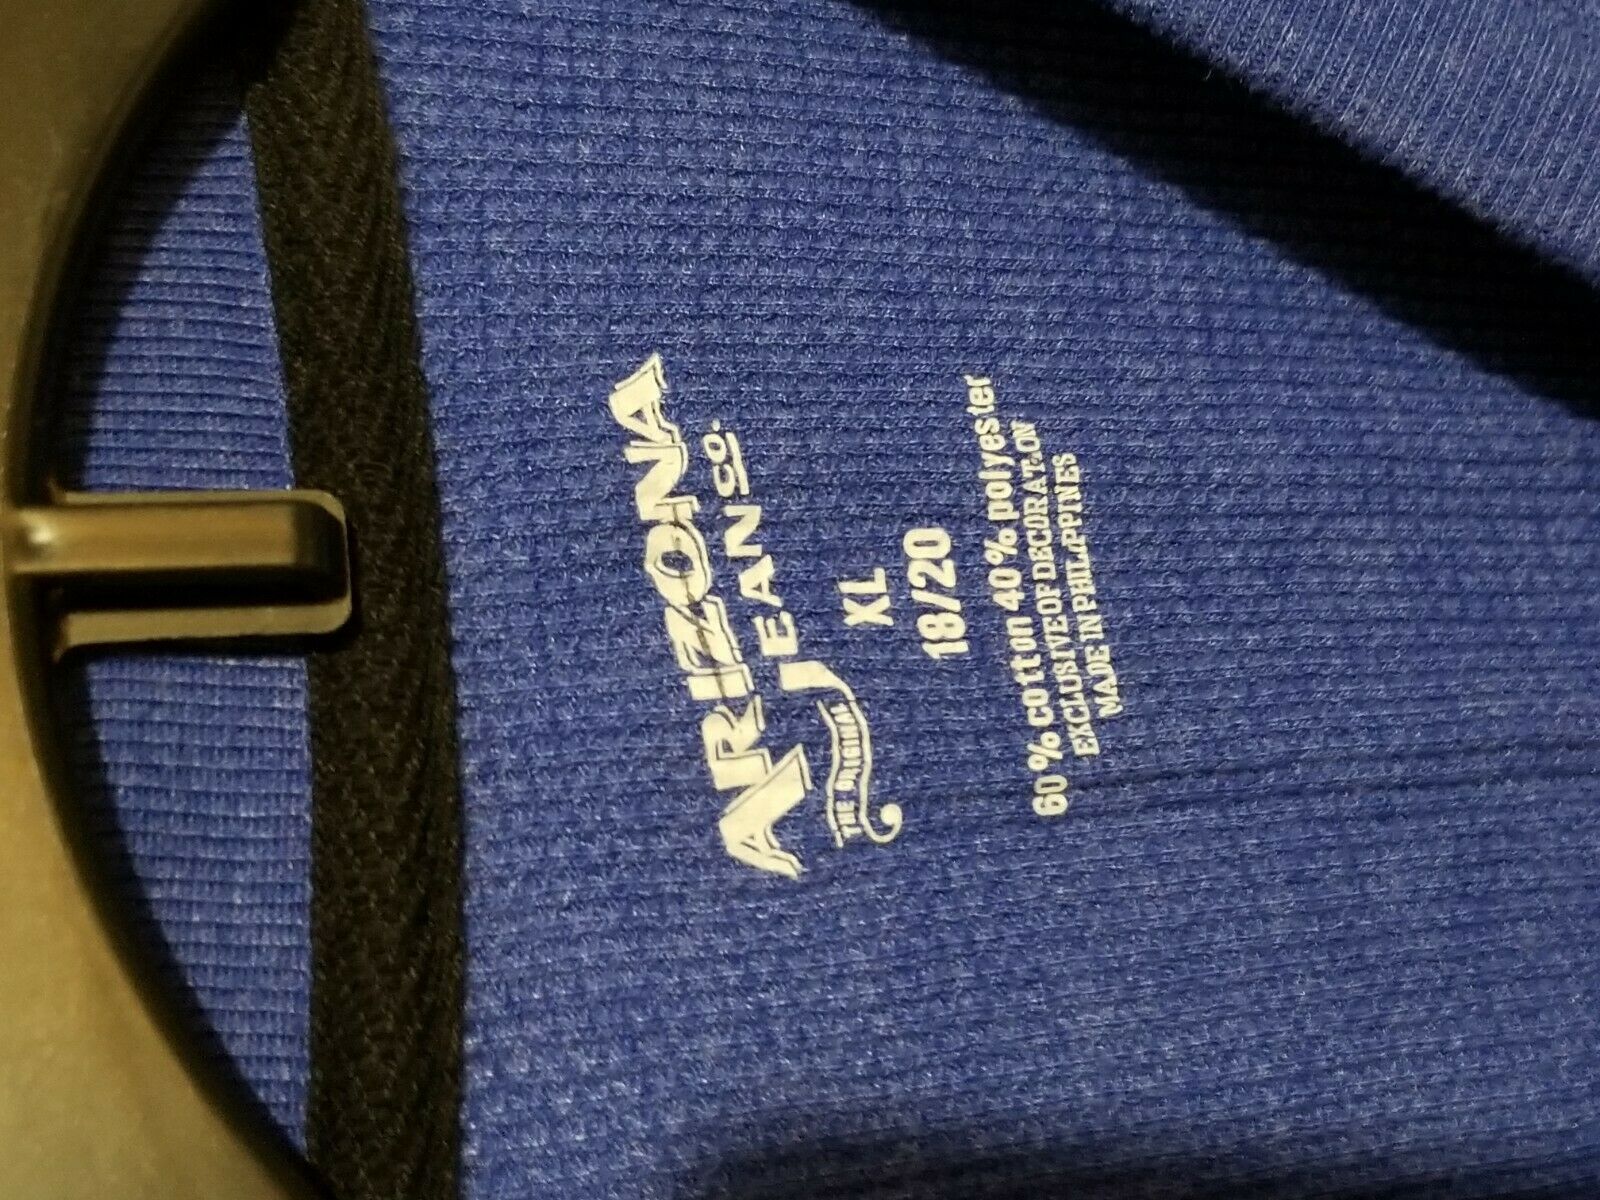 ARIZONA
JEAN CO.
THE ORIGINAL
XL
18/20
60% cotton 40% polyester
EXCLUSIVE OF DECORATION
MADE IN PHILIPPINES